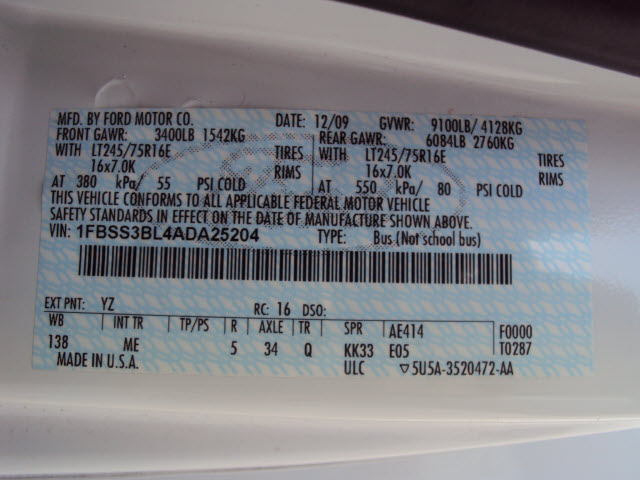 MFD. BY FORD MOTOR CO. DATE: 12/09 GVWR: 9100LB/ 4128KG
FRONT GAWR: 3400LB 1542KG REAR GAWR: 6084LB 2760KG
WITH LT245/75R16E TIRES WITH LT245/75R16E TIRES
16x7.0K RIMS 16x7.0K RIMS
AT 380 kPa/ 55 PSI COLD AT 550 kPa/ 80 PSI COLD
THIS VEHICLE CONFORMS TO ALL APPLICABLE FEDERAL MOTOR VEHICLE
SAFETY STANDARDS IN EFFECT ON THE DATE OF MANUFACTURE SHOWN ABOVE.
VIN: 1FBSS3BL4ADA25204 TYPE: Bus (Not school bus)
EXT PNT: YZ RC: 16 DSO:
WB INT TR TP/PS R AXLE TR SPR AE414 F0000
138 ME 5 34 Q KK33 E05 T0287
MADE IN U.S.A. ULC ▽5U5A-3520472-AA